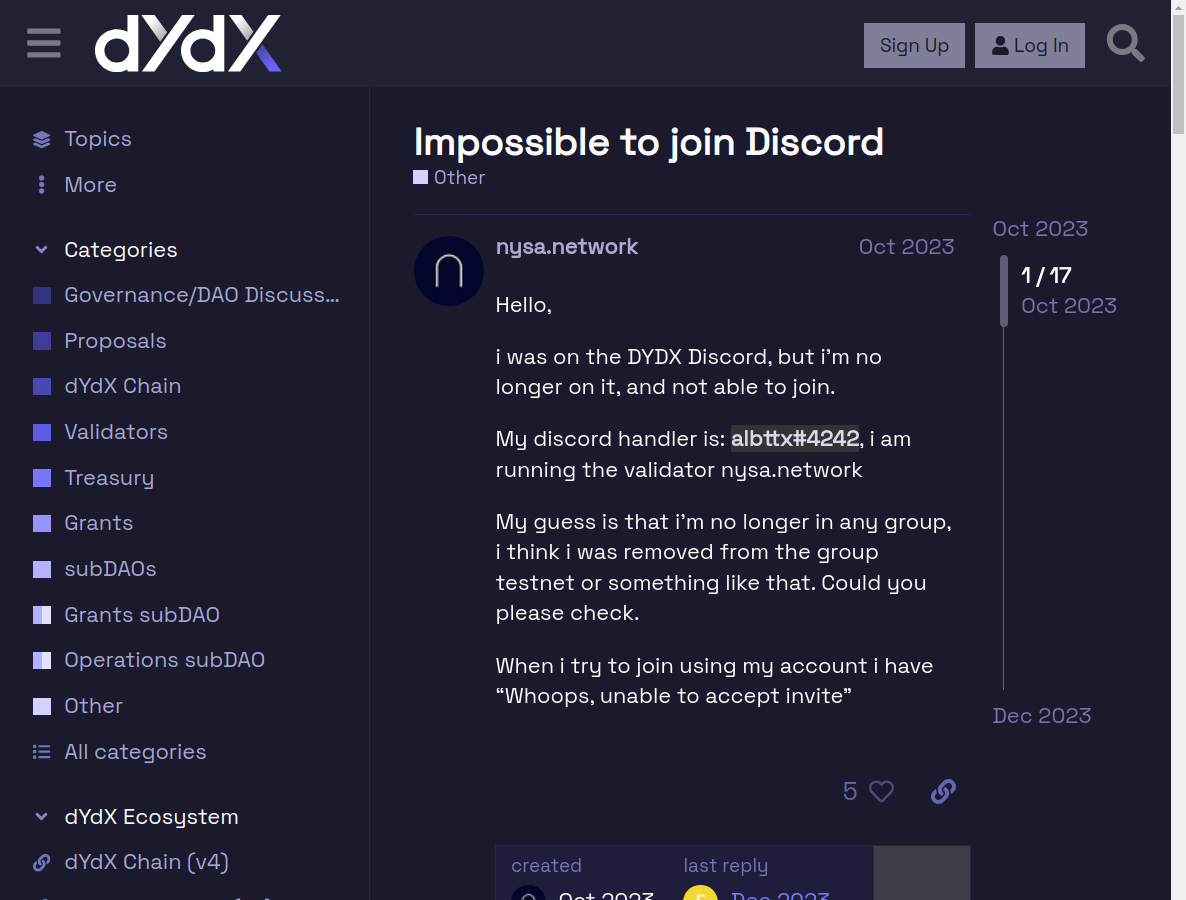 dYdX
Sign Up
Log In
Topics
More
Categories
Governance/DAO Discuss...
Proposals
dYdX Chain
Validators
Treasury
Grants
subDAOs
Grants subDAO
Operations subDAO
Other
All categories
dYdX Ecosystem
dYdX Chain (v4)
Impossible to join Discord
Other
nysa.network
Oct 2023
Hello,
i was on the DYDX Discord, but i’m no
longer on it, and not able to join.
My discord handler is: albttx#4242, i am
running the validator nysa.network
My guess is that i’m no longer in any group,
i think i was removed from the group
testnet or something like that. Could you
please check.
When i try to join using my account i have
“Whoops, unable to accept invite”
5
created
last reply
Oct 2023
Dec 2023
Oct 2023
1 / 17
Oct 2023
Dec 2023